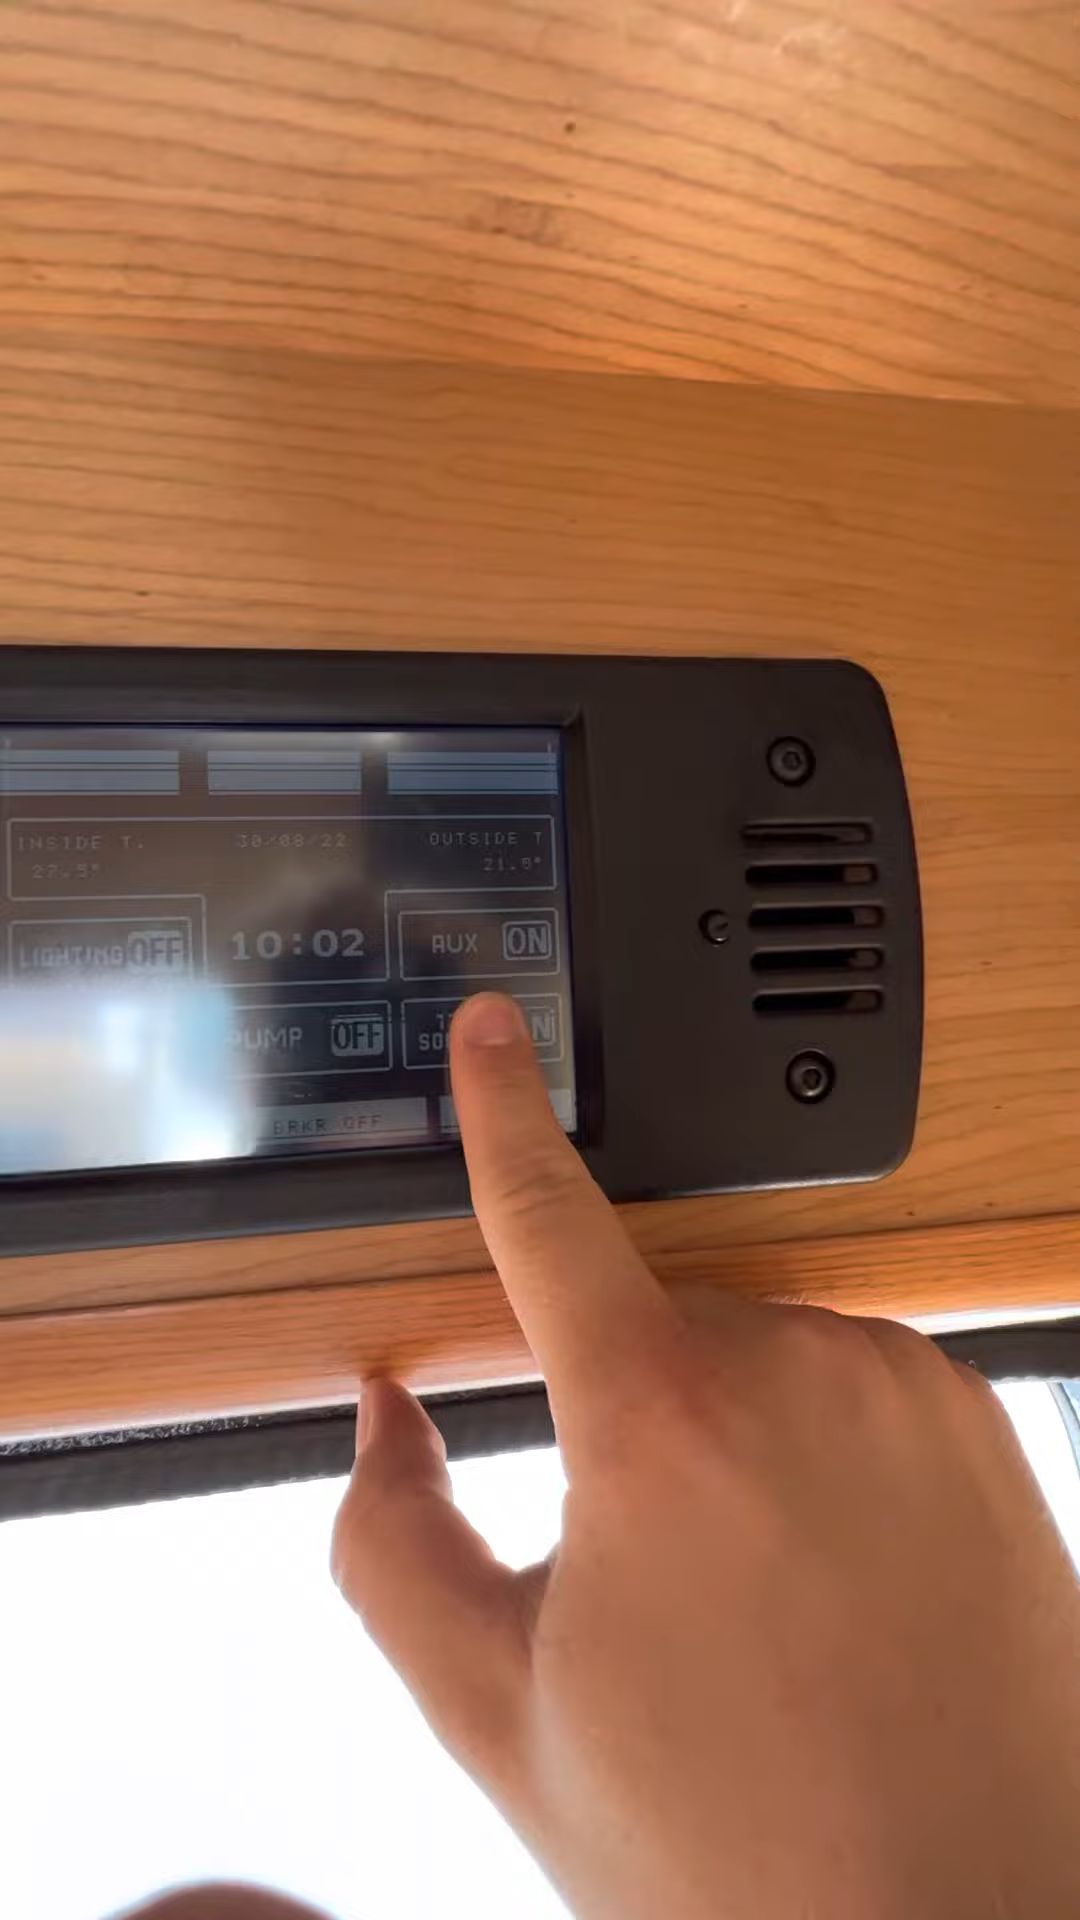 INSIDE T. 30/08/22 OUTSIDE T
27.5° 21.5°
LIGHTING OFF 10:02 AUX ON
PUMP OFF
BRKR OFF